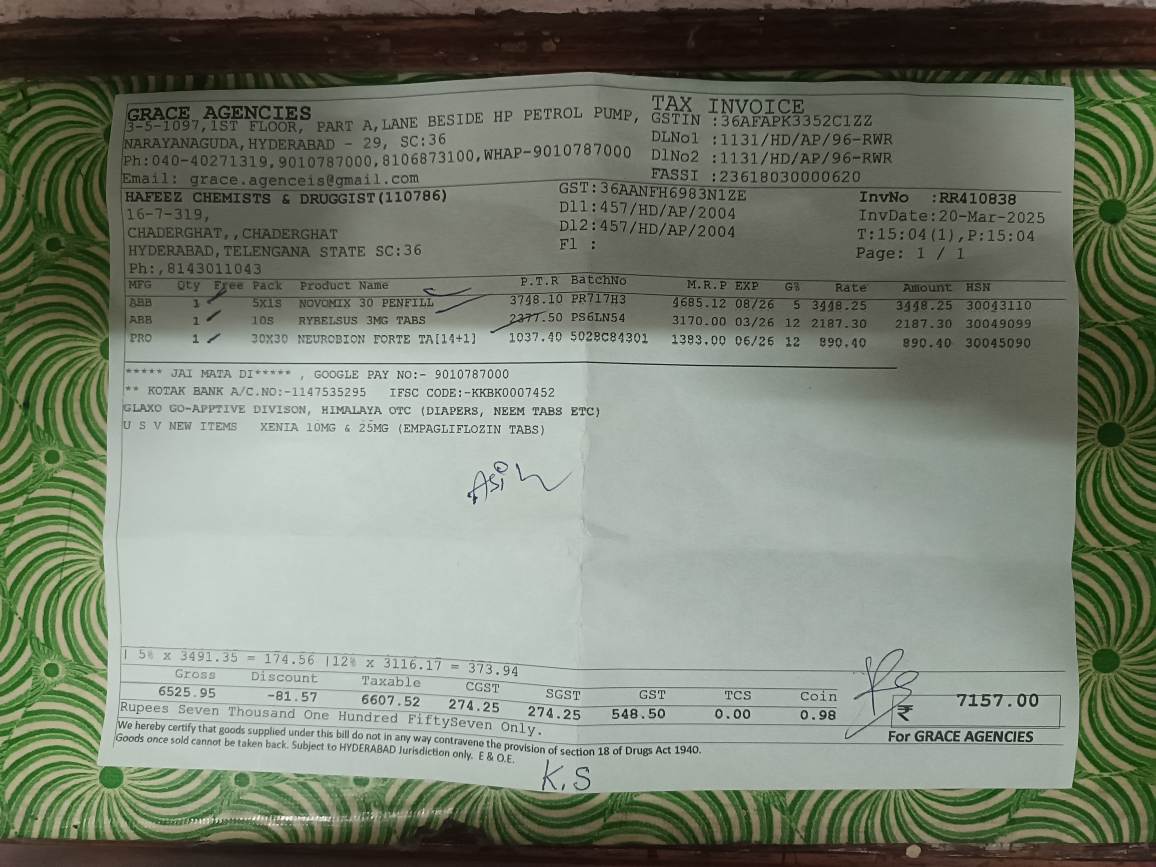 GRACE AGENCIES
3-5-1097,1ST FLOOR, PART A,LANE BESIDE HP PETROL PUMP,
NARAYANAGUDA,HYDERABAD - 29, SC:36
Ph:040-40271319,9010787000,8106873100,WHAP-9010787000
Email: grace.agenceis@gmail.com
TAX INVOICE
GSTIN :36AFAPK3352C1ZZ
DLNo1 :1131/HD/AP/96-RWR
DlNo2 :1131/HD/AP/96-RWR
FASSI :23618030000620
HAFEEZ CHEMISTS & DRUGGIST(110786)
16-7-319,
CHADERGHAT,,CHADERGHAT
HYDERABAD,TELENGANA STATE SC:36
Ph:,8143011043
GST:36AANFH6983N1ZE
Dl1:457/HD/AP/2004
Dl2:457/HD/AP/2004
Fl :
InvNo :RR410838
InvDate:20-Mar-2025
T:15:04(1),P:15:04
Page: 1 / 1
MFG Qty Free Pack Product Name P.T.R BatchNo M.R.P EXP G% Rate Amount HSN
ABB 1 5X1S NOVOMIX 30 PENFILL 3748.10 PR717H3 4685.12 08/26 5 3448.25 3448.25 30043110
ABB 1 10S RYBELSUS 3MG TABS 2377.50 PS6LN54 3170.00 03/26 12 2187.30 2187.30 30049099
PRO 1 30X30 NEUROBION FORTE TA[14+1] 1037.40 5028C84301 1383.00 06/26 12 890.40 890.40 30045090
***** JAI MATA DI***** , GOOGLE PAY NO:- 9010787000
** KOTAK BANK A/C.NO:-1147535295 IFSC CODE:-KKBK0007452
GLAXO GO-APPTIVE DIVISON, HIMALAYA OTC (DIAPERS, NEEM TABS ETC)
U S V NEW ITEMS XENIA 10MG & 25MG (EMPAGLIFLOZIN TABS)
| 5% x 3491.35 = 174.56 |12% x 3116.17 = 373.94
Gross Discount Taxable CGST SGST GST TCS Coin
6525.95 -81.57 6607.52 274.25 274.25 548.50 0.00 0.98
₹ 7157.00
Rupees Seven Thousand One Hundred FiftySeven Only.
We hereby certify that goods supplied under this bill do not in any way contravene the provision of section 18 of Drugs Act 1940.
Goods once sold cannot be taken back. Subject to HYDERABAD Jurisdiction only. E & O.E.
For GRACE AGENCIES
K.S